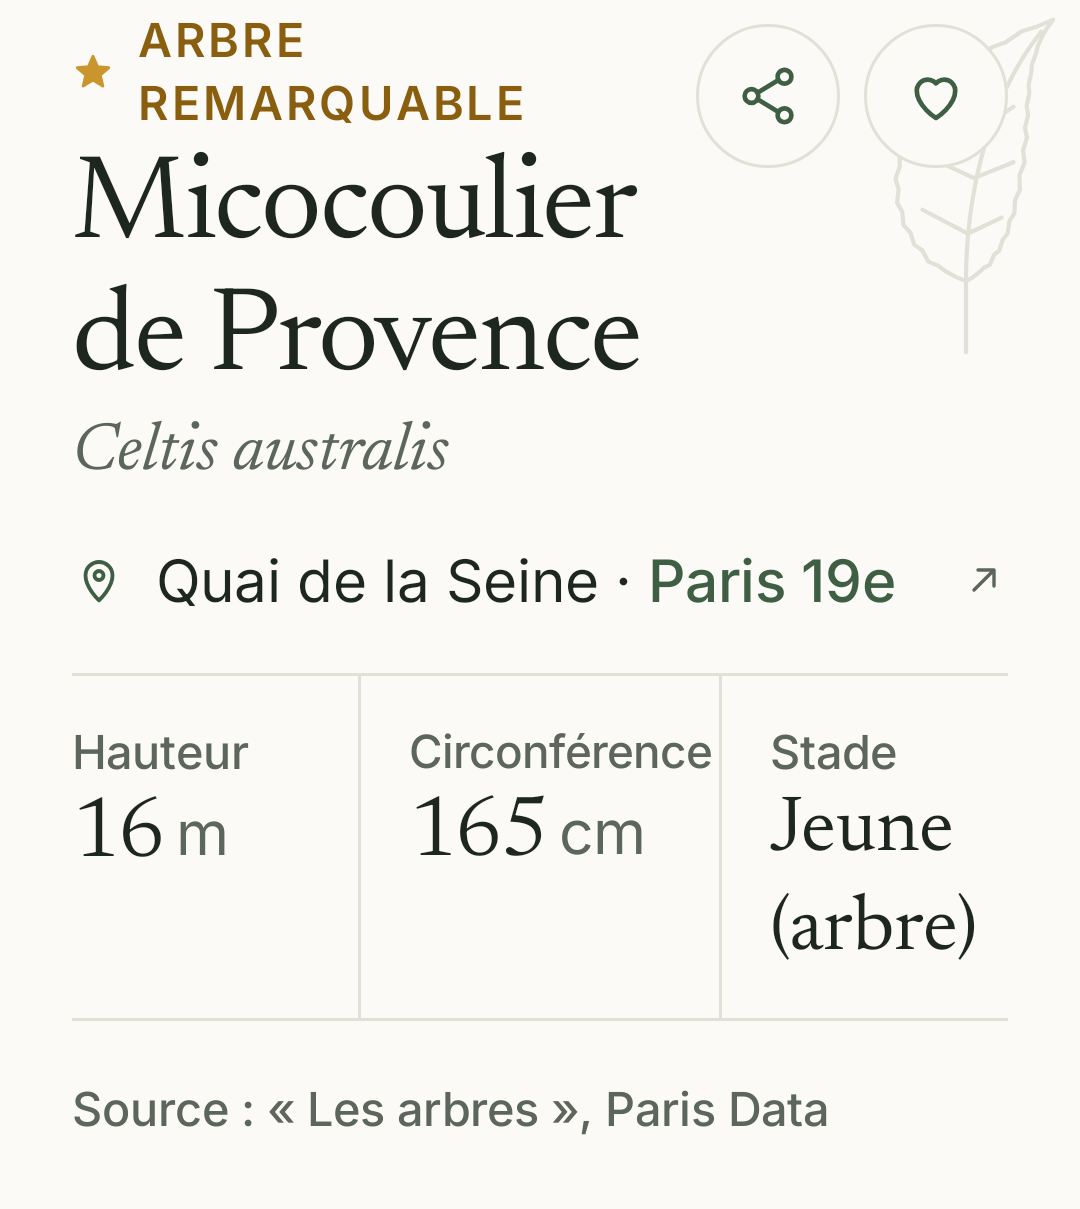 ARBRE
REMARQUABLE
Micocoulier
de Provence
Celtis australis
Quai de la Seine · Paris 19e
Hauteur
16 m
Circonférence
165 cm
Stade
Jeune
(arbre)
Source : « Les arbres », Paris Data